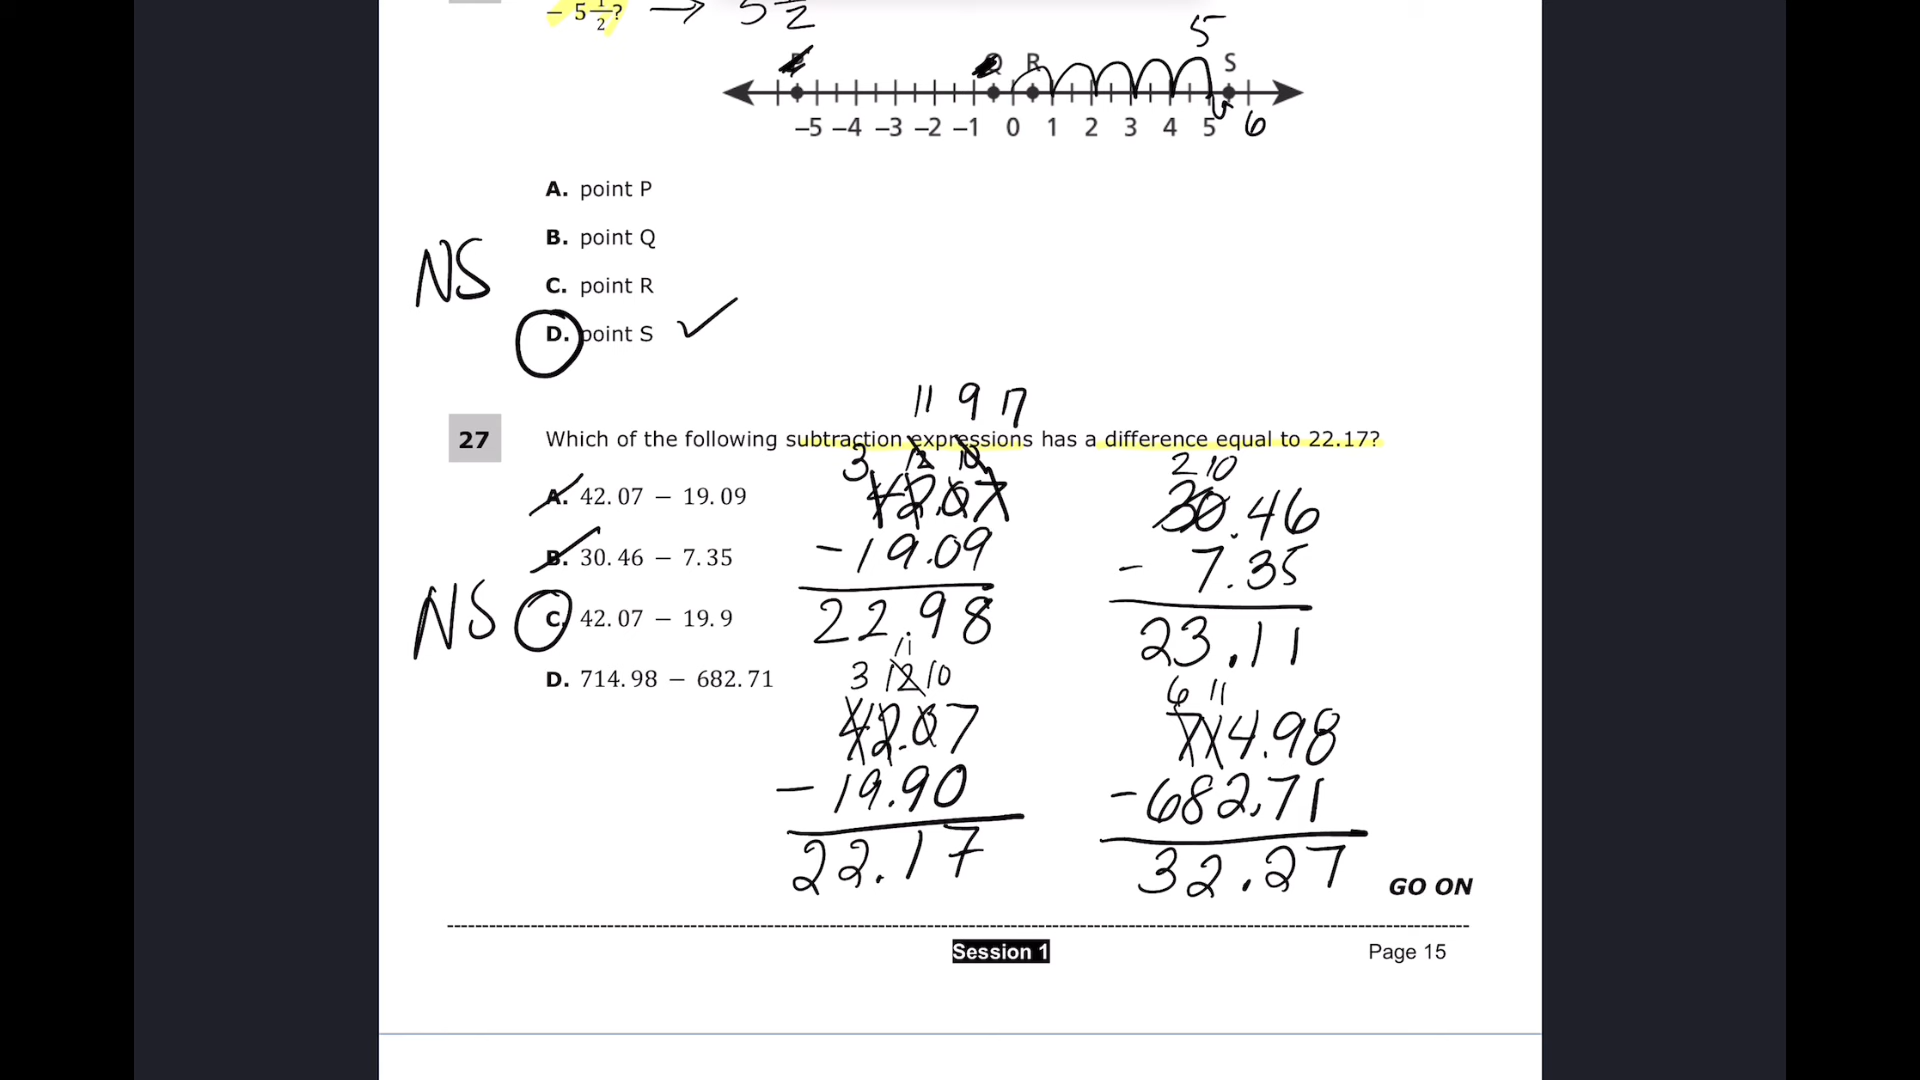 − 5 1/2? → 5 1/2
5
Q R S
−5 −4 −3 −2 −1 0 1 2 3 4 5 6
A. point P
B. point Q
NS
C. point R
D. point S ✓
11 9 17
27 Which of the following subtraction expressions has a difference equal to 22.17?
3 12 10
2 10
A. 42.07 − 19.09
42.07
30.46
B. 30.46 − 7.35
−19.09
− 7.35
NS
C. 42.07 − 19.9
22.98
23.11
11
D. 714.98 − 682.71
3 12 10
6 11
42.07
714.98
−19.90
−682.71
22.17
32.27
GO ON
Session 1
Page 15